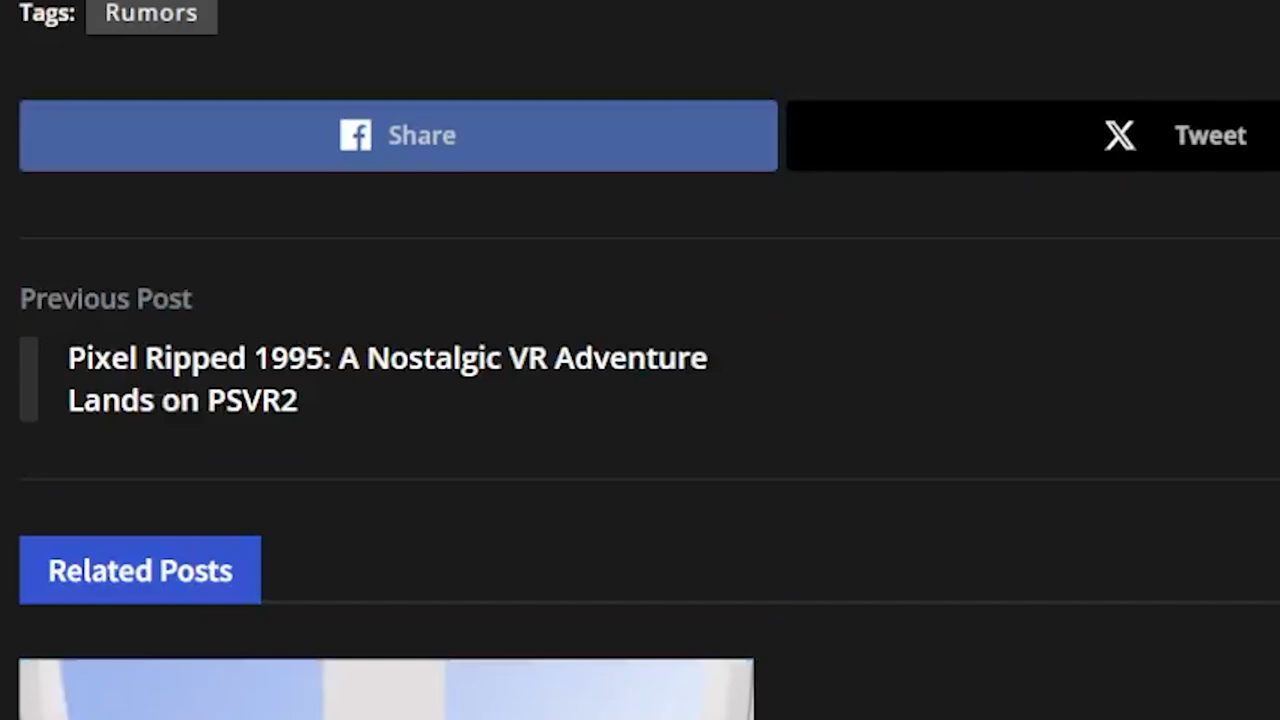 Tags: Rumors
Share
Tweet
Previous Post
Pixel Ripped 1995: A Nostalgic VR Adventure
Lands on PSVR2
Related Posts